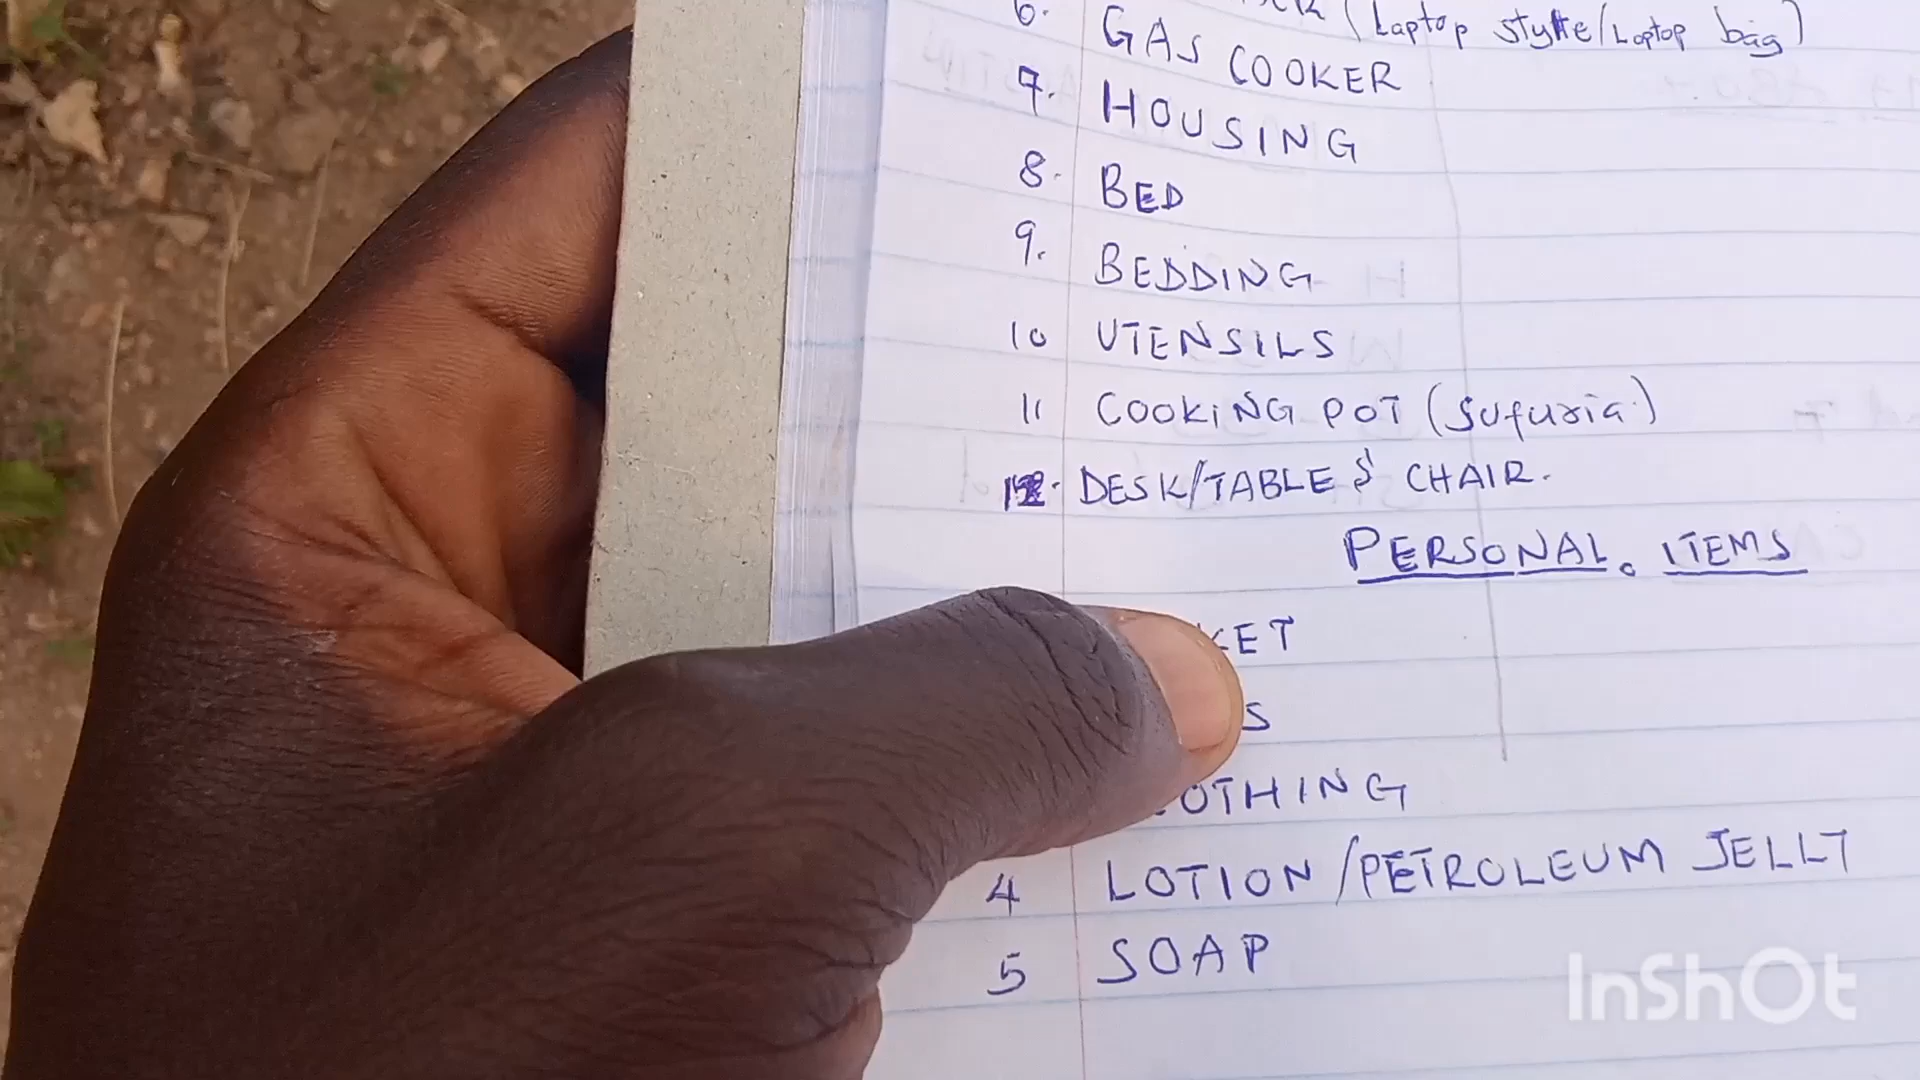 (Laptop style/Laptop bag)
6. GAS COOKER
7. HOUSING
8. BED
9. BEDDING
10 UTENSILS
11 COOKING POT (sufuria)
12. DESK/TABLE & CHAIR.
PERSONAL ITEMS
KET
S
OTHING
4 LOTION/PETROLEUM JELLY
5 SOAP
InShOt